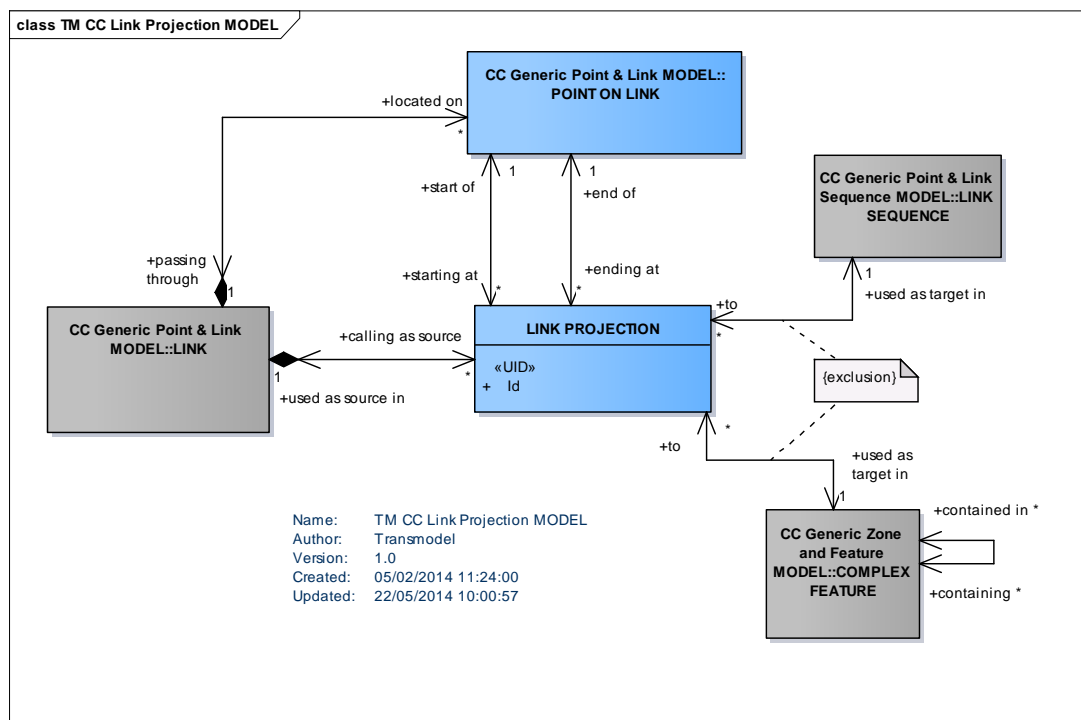 class TM CC Link Projection MODEL
CC Generic Point & Link MODEL::
POINT ON LINK
+located on
*
1
+start of
1
+end of
CC Generic Point & Link
Sequence MODEL::LINK
SEQUENCE
+passing
through
1
+starting at
*
+ending at
*
1
+used as target in
+to
*
CC Generic Point & Link
MODEL::LINK
+calling as source
*
1
+used as source in
LINK PROJECTION
«UID»
+ Id
{exclusion}
*
+to
+used as
target in
1
Name: TM CC Link Projection MODEL
Author: Transmodel
Version: 1.0
Created: 05/02/2014 11:24:00
Updated: 22/05/2014 10:00:57
CC Generic Zone
and Feature
MODEL::COMPLEX
FEATURE
+contained in *
+containing *